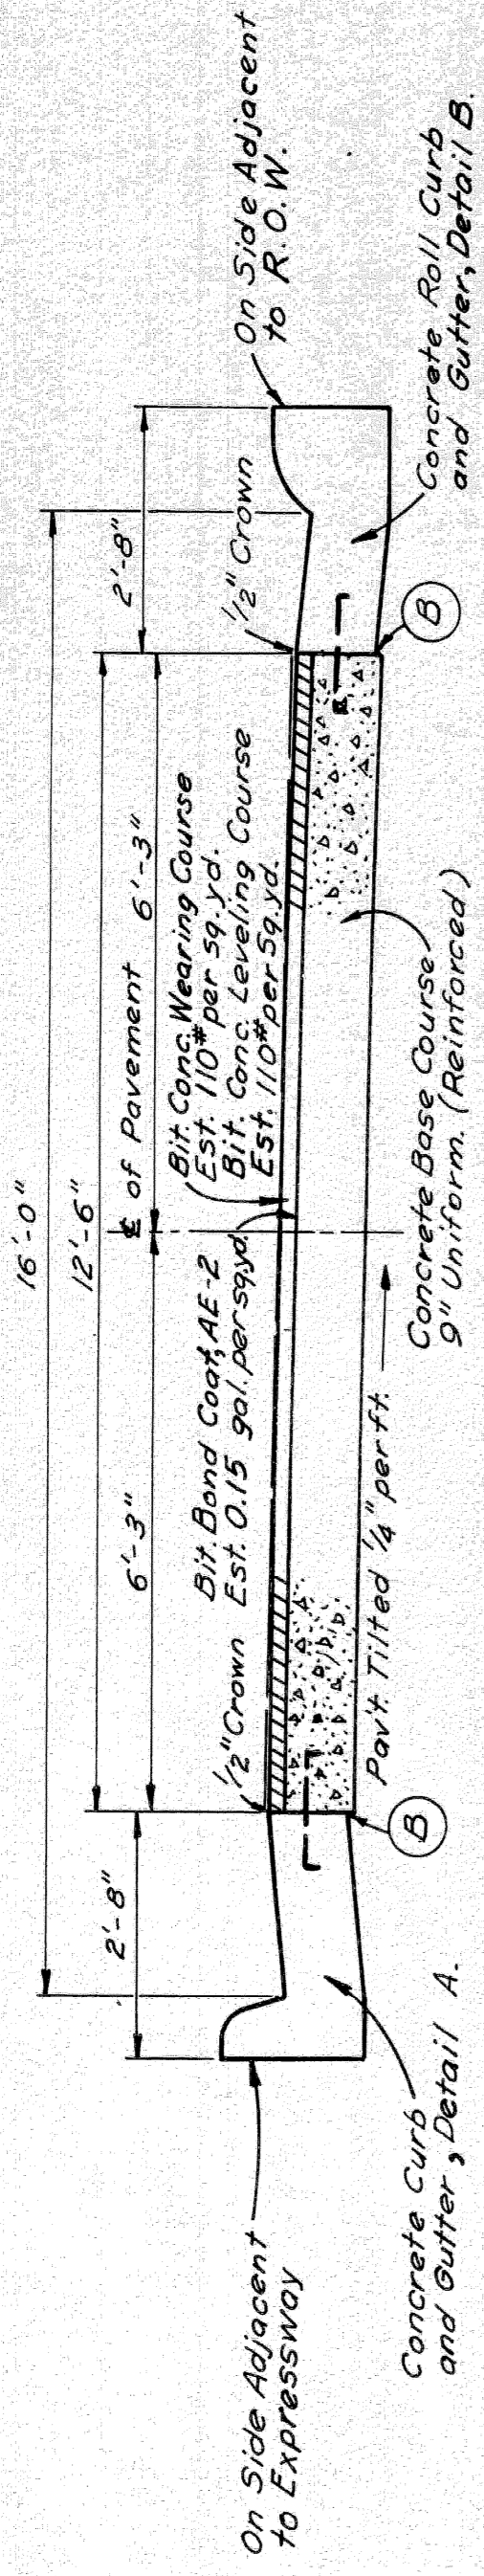 16'-0"
12'-6"
2'-8"
6'-3"
℄ of Pavement
6'-3"
2'-8"
On Side Adjacent
to Expressway
1/2" Crown
Bit. Bond Coat, AE-2
Est. 0.15 gal. per sq.yd.
Bit. Conc. Wearing Course
Est. 110# per sq. yd.
Bit. Conc. Leveling Course
Est. 110# per Sq. yd.
1/2" Crown
On Side Adjacent
to R.O.W.
Concrete Curb
and Gutter, Detail A.
B
Pav't. Tilted 1/4" per ft.
Concrete Base Course
9" Uniform. (Reinforced)
B
Concrete Roll Curb
and Gutter, Detail B.